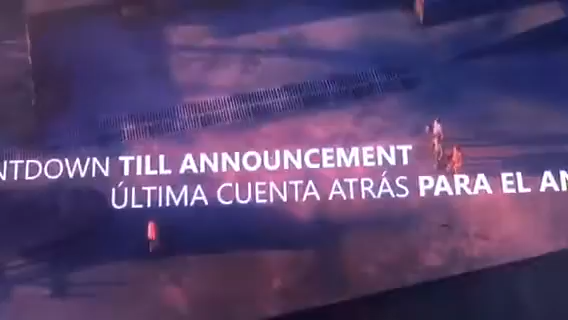 NTDOWN TILL ANNOUNCEMENT
ÚLTIMA CUENTA ATRÁS PARA EL AN